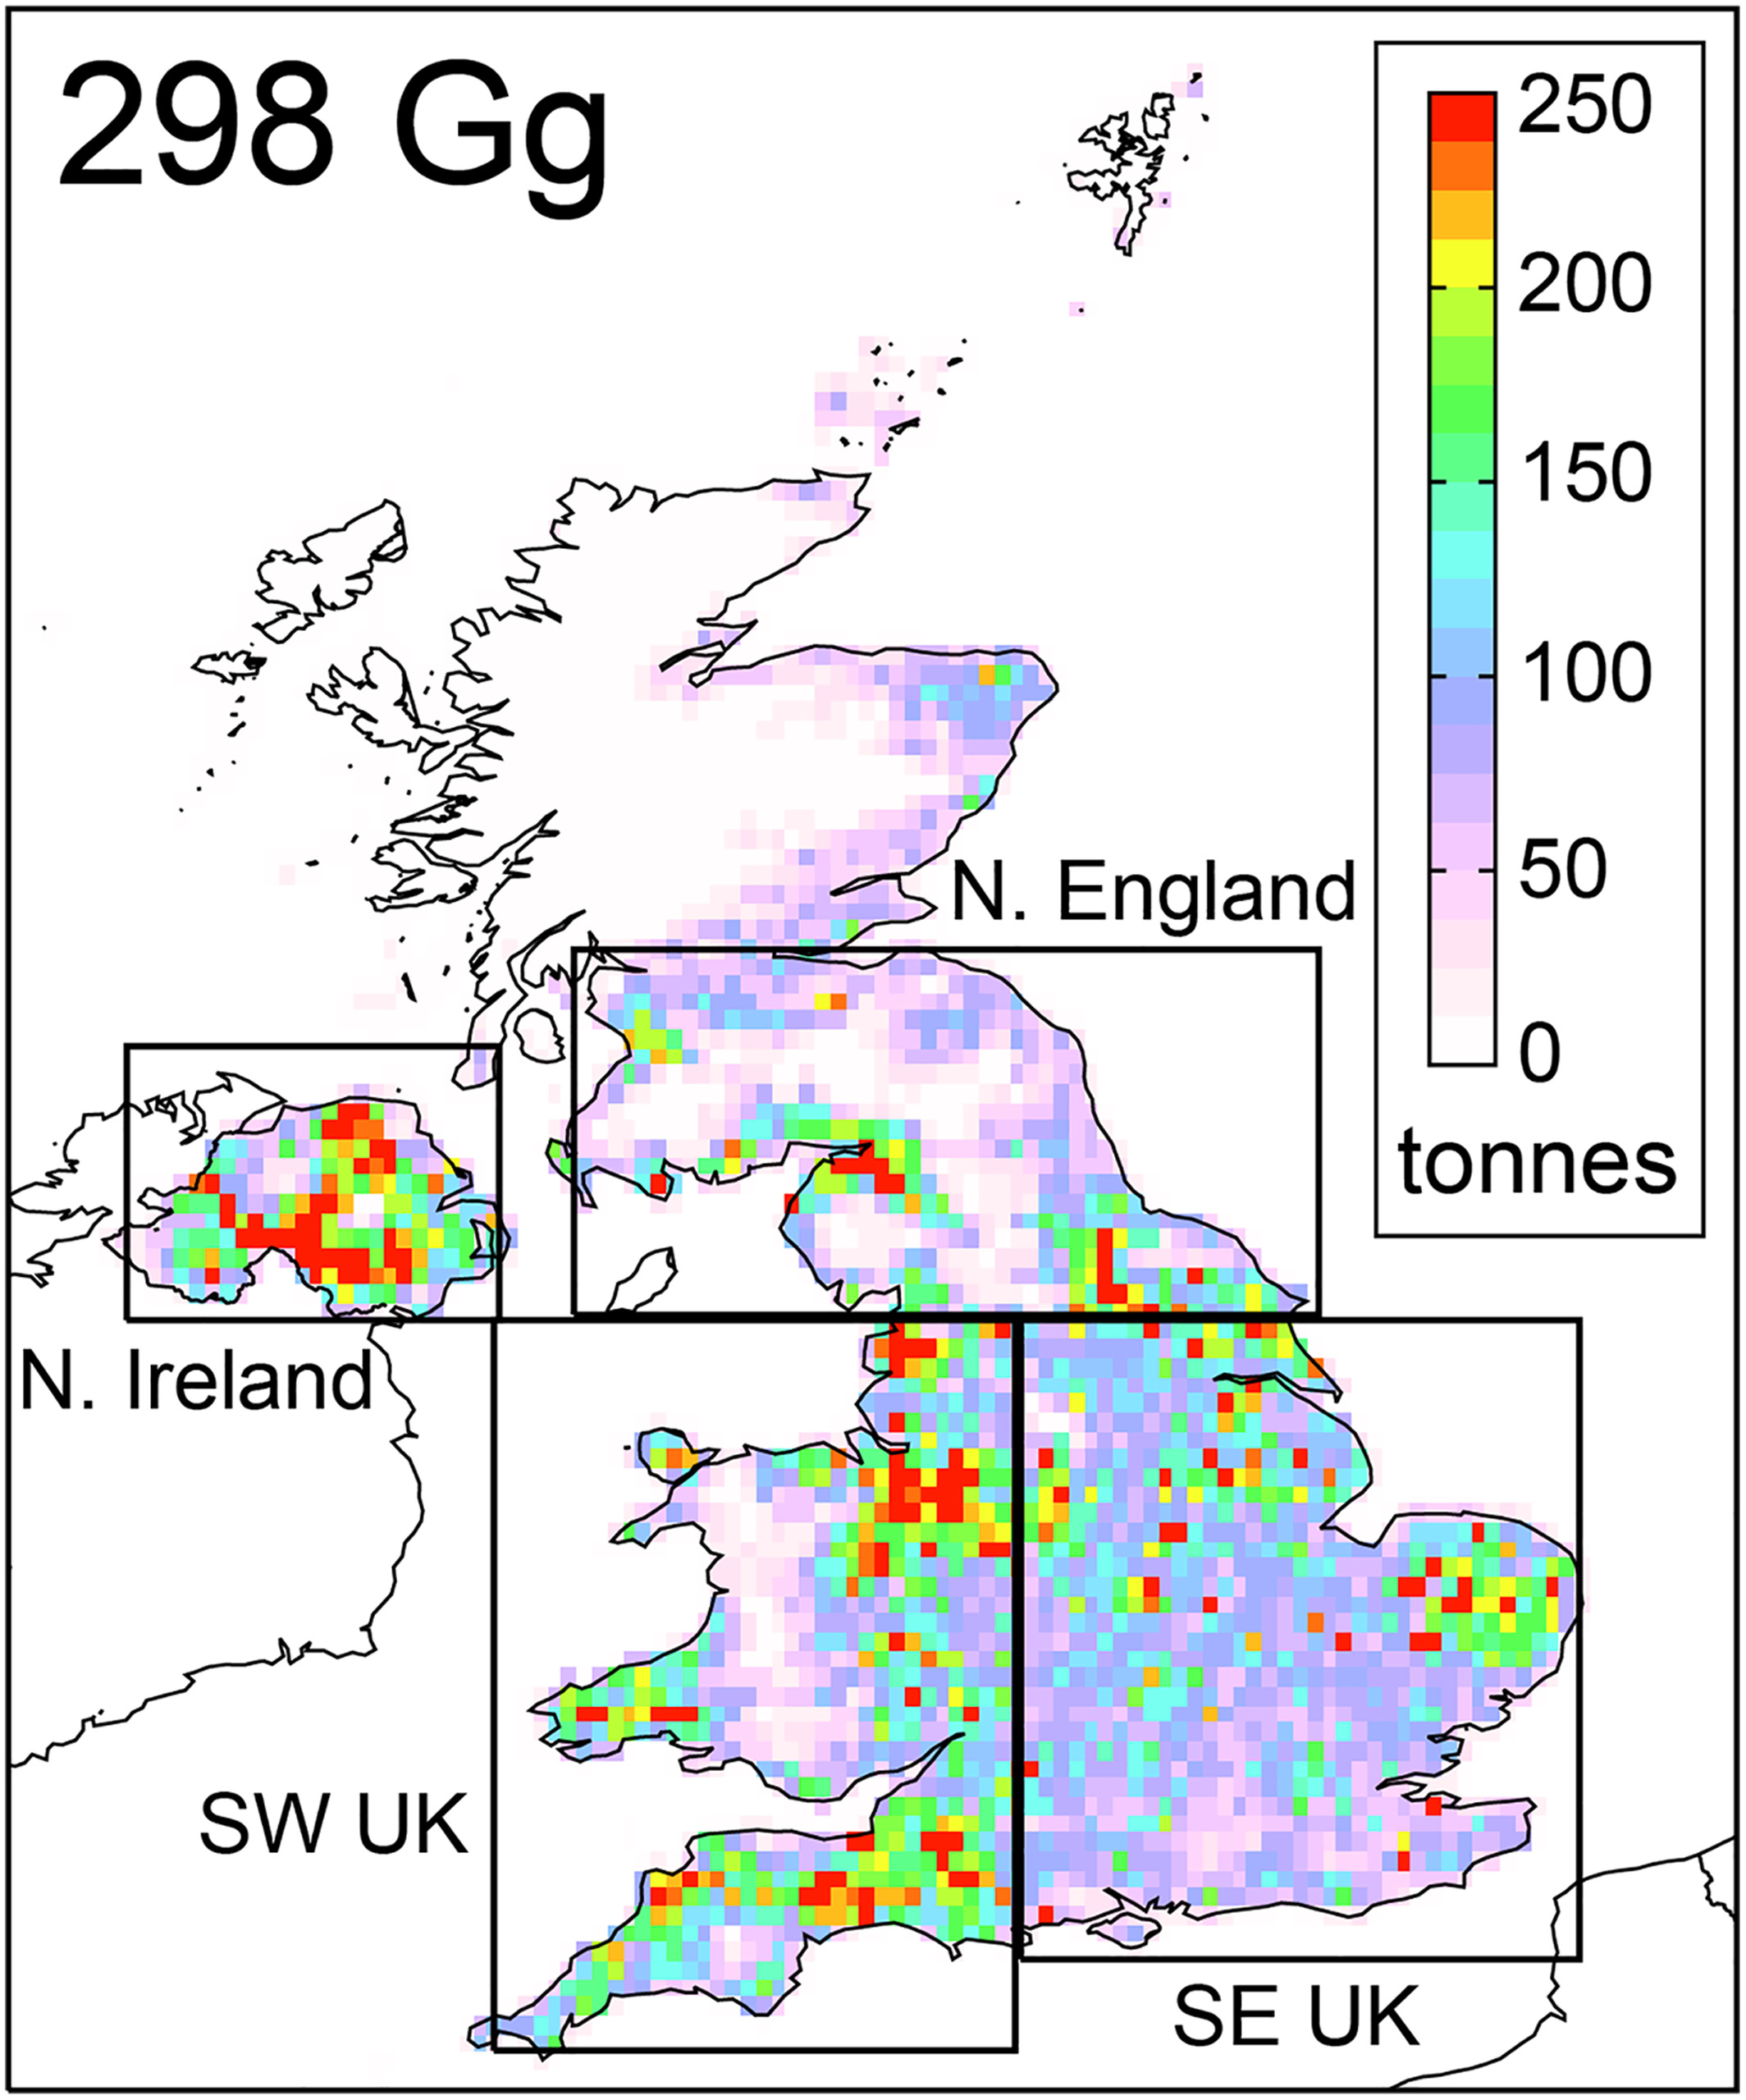 298 Gg
250
200
150
100
50
0
tonnes
N. England
N. Ireland
SW UK
SE UK